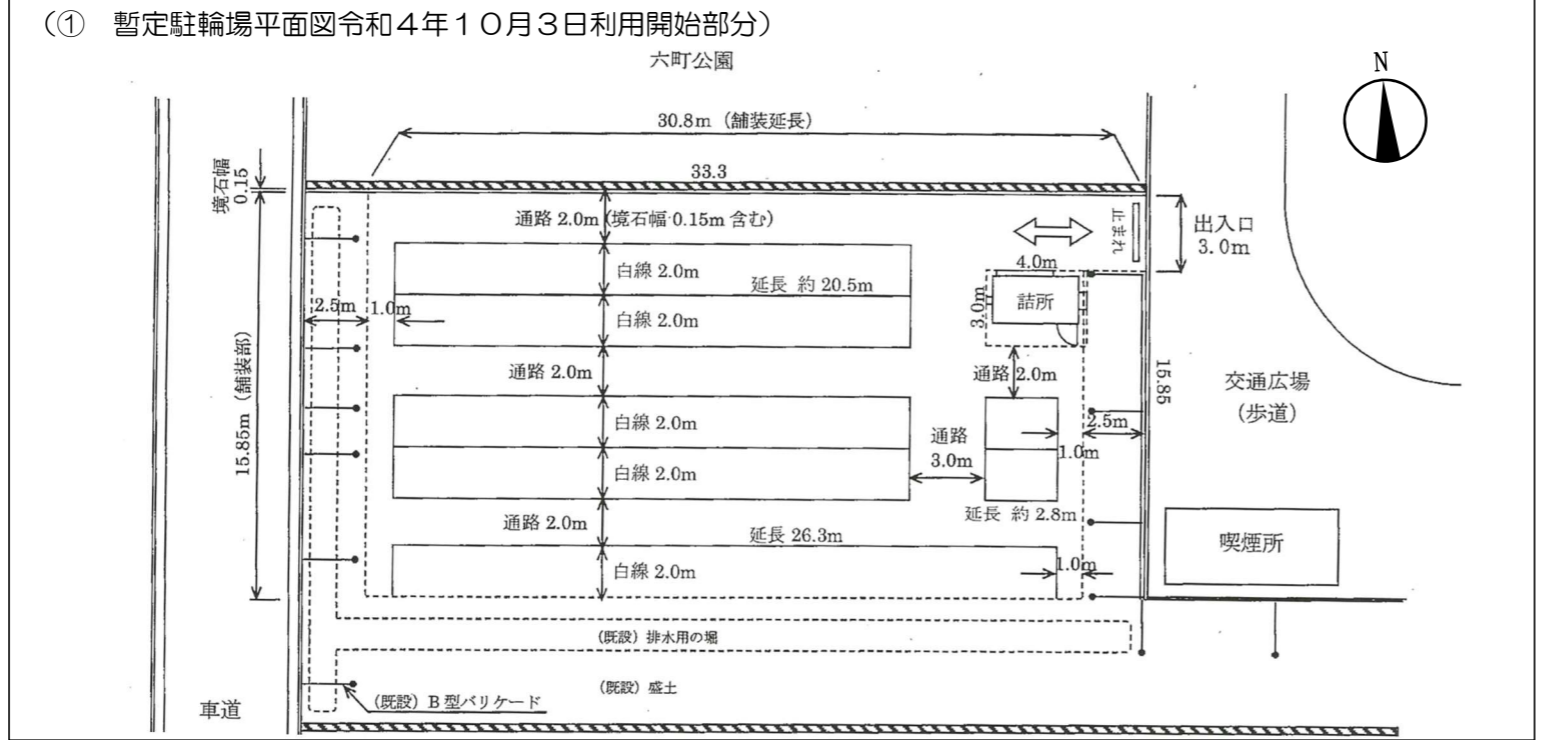 （①　暫定駐輪場平面図令和４年１０月３日利用開始部分）
六町公園
N
30.8m（舗装延長）
33.3
境石幅
0.15
通路 2.0m (境石幅 0.15m 含む)
止まれ
出入口
3.0m
白線 2.0m
延長 約 20.5m
4.0m
3.0m
詰所
2.5m
1.0m
白線 2.0m
15.85m（舗装部）
通路 2.0m
通路 2.0m
15.85
交通広場
（歩道）
白線 2.0m
通路
3.0m
2.5m
1.0m
白線 2.0m
通路 2.0m
延長 約 2.8m
延長 26.3m
喫煙所
白線 2.0m
1.0m
(既設) 排水用の堀
(既設) 盛土
(既設) B 型バリケード
車道